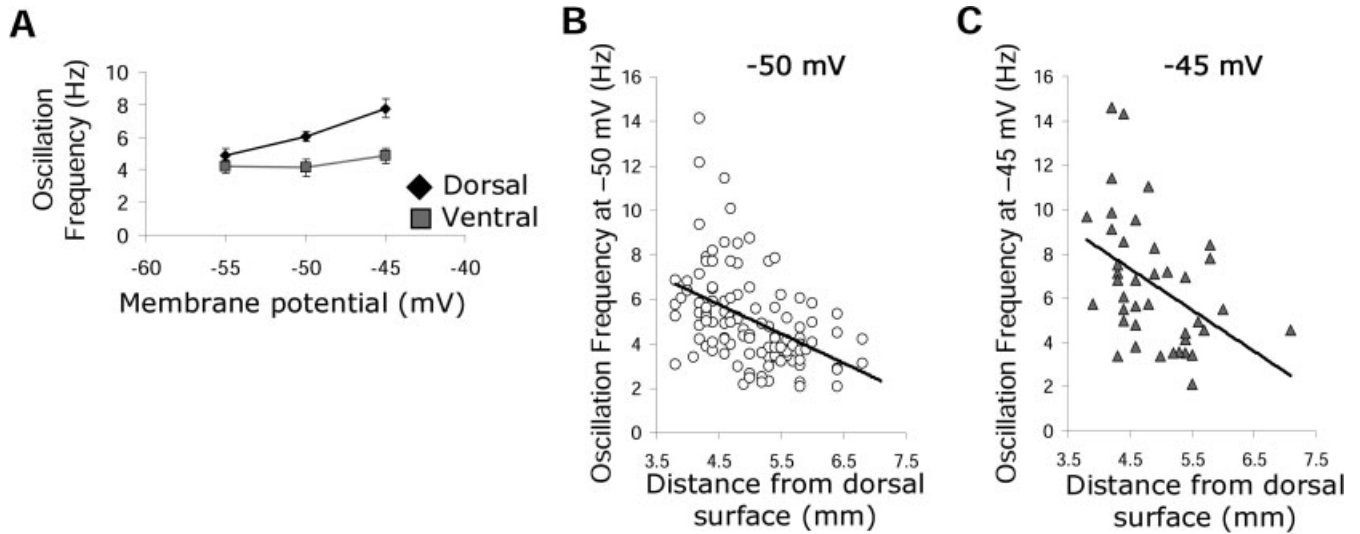 A
Oscillation
Frequency (Hz)
10
8
6
4
2
0
-60
-55
-50
-45
-40
Membrane potential (mV)
Dorsal
Ventral
B
-50 mV
Oscillation Frequency at −50 mV (Hz)
16
14
12
10
8
6
4
2
0
3.5
4.5
5.5
6.5
7.5
Distance from dorsal
surface (mm)
C
-45 mV
Oscillation Frequency at −45 mV (Hz)
16
14
12
10
8
6
4
2
0
3.5
4.5
5.5
6.5
7.5
Distance from dorsal
surface (mm)